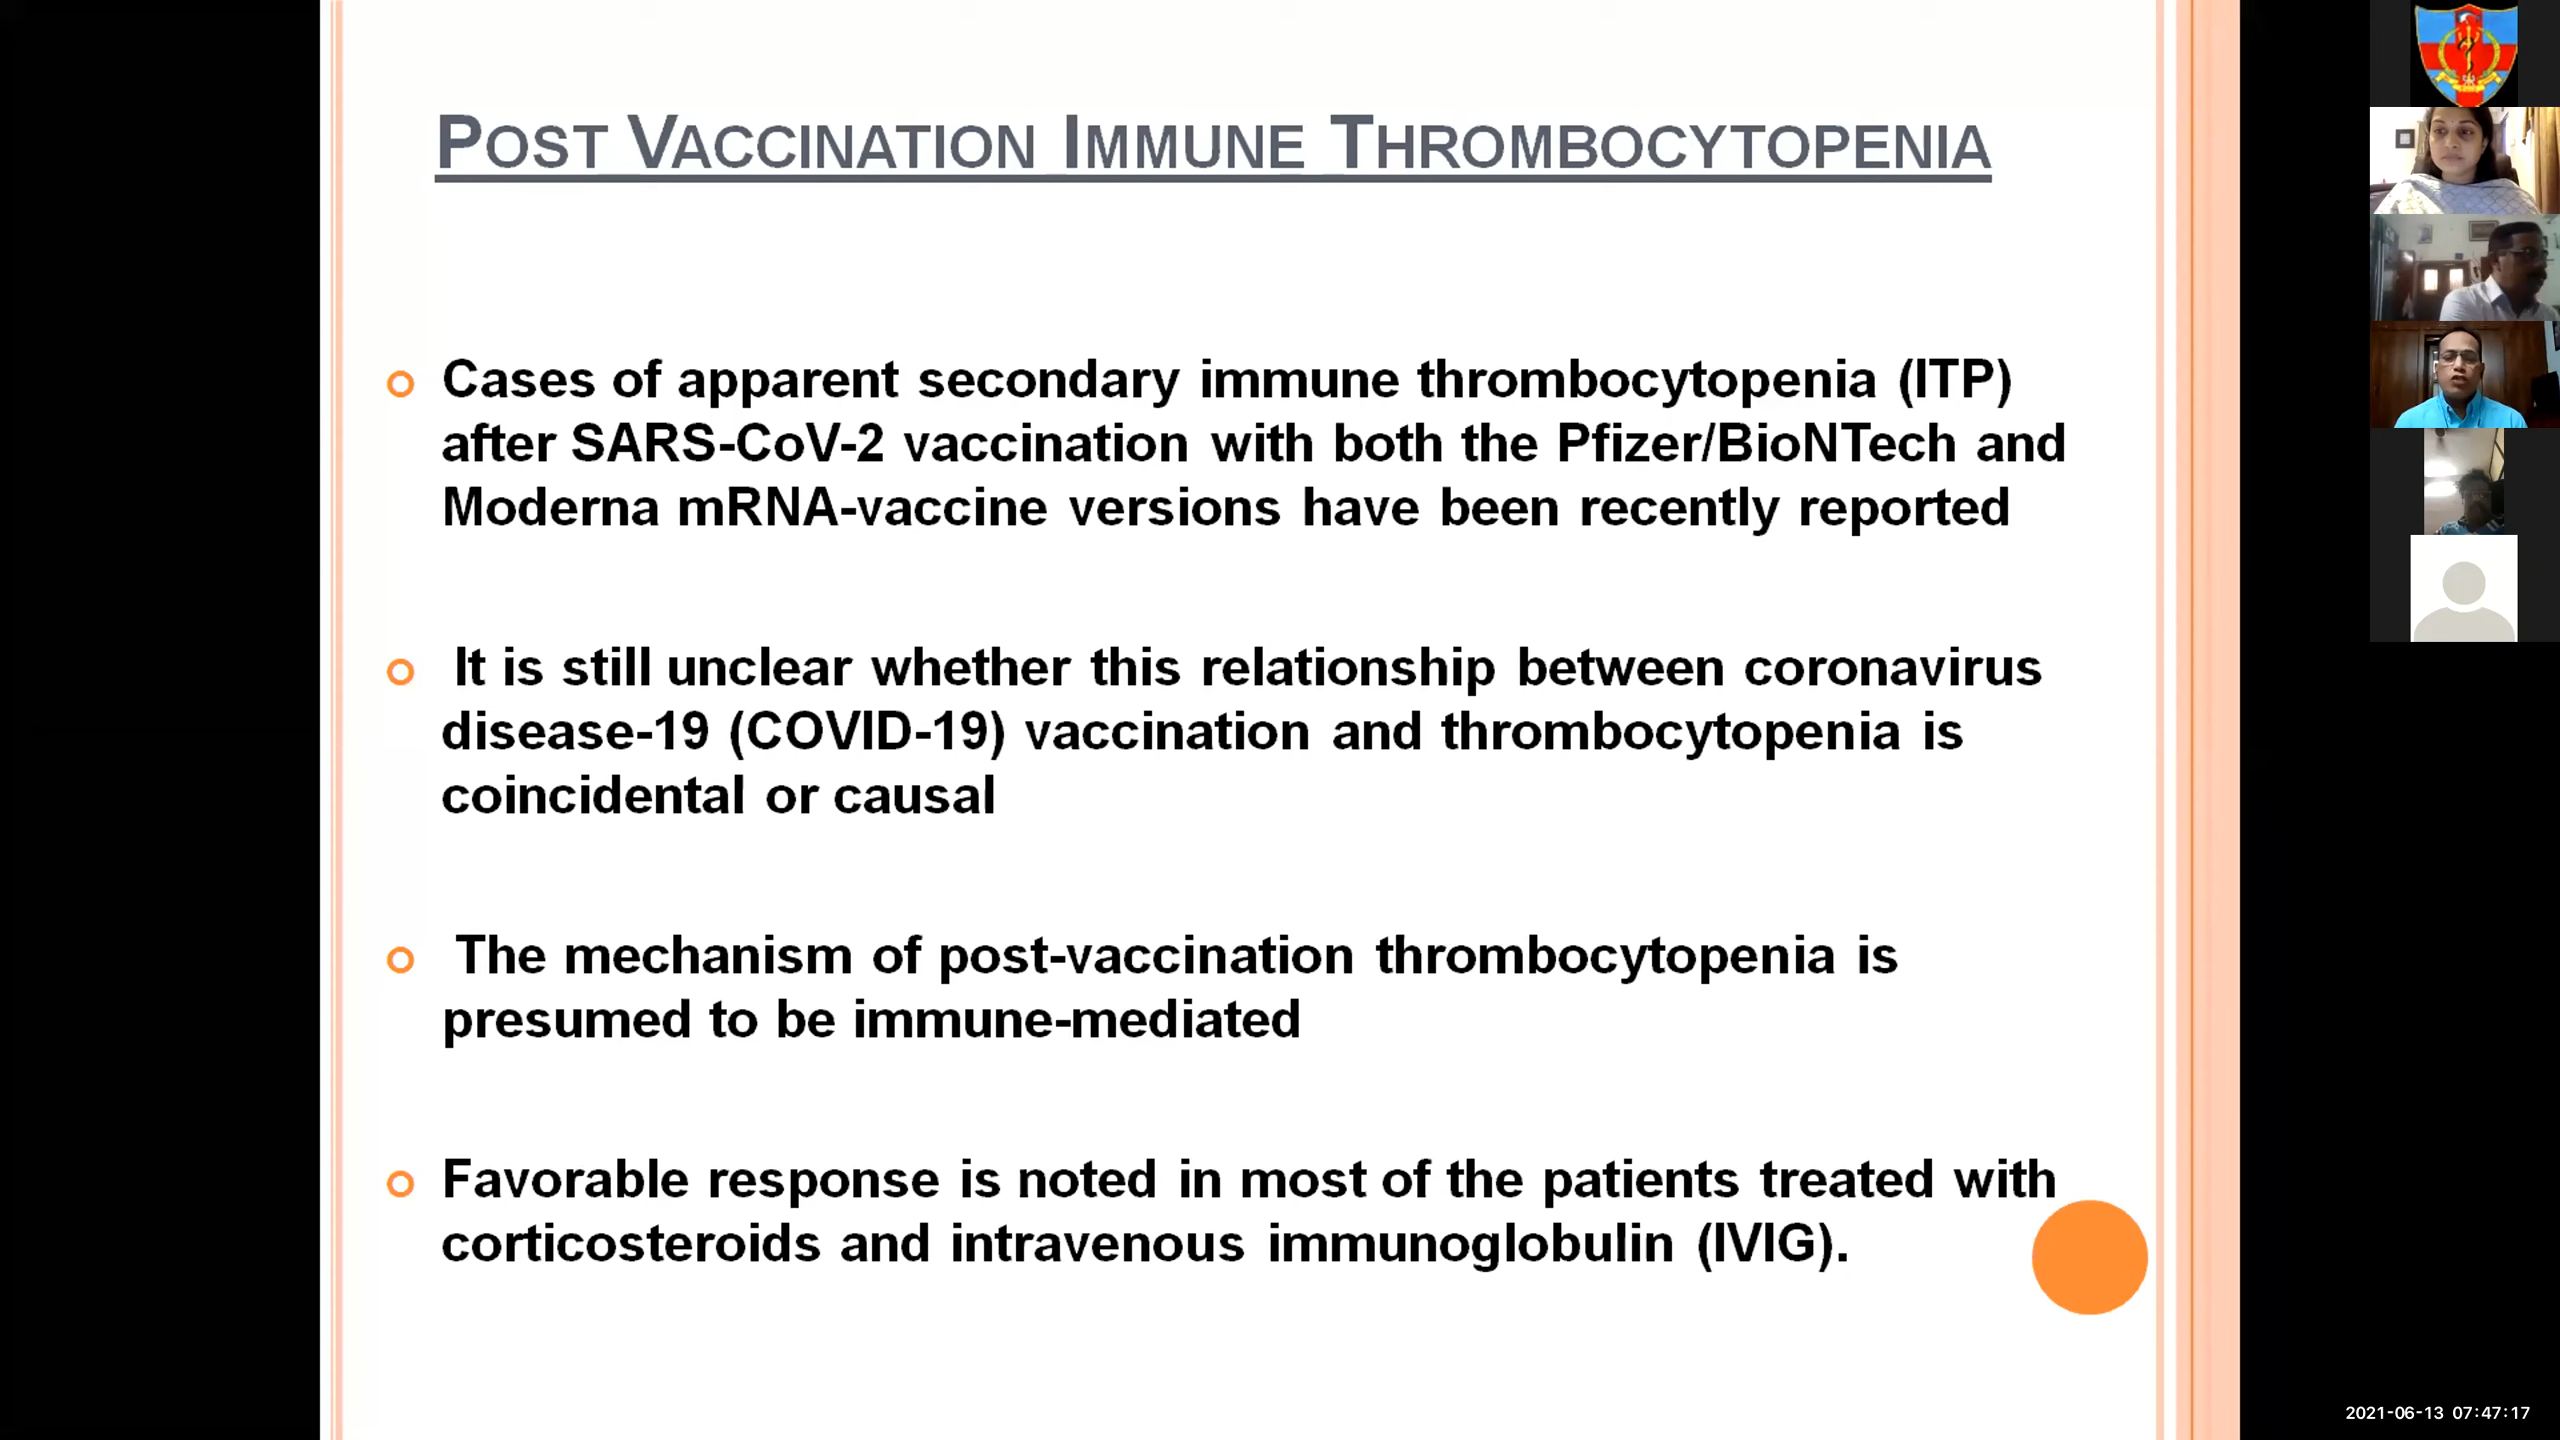 POST VACCINATION IMMUNE THROMBOCYTOPENIA
Cases of apparent secondary immune thrombocytopenia (ITP)
after SARS-CoV-2 vaccination with both the Pfizer/BioNTech and
Moderna mRNA-vaccine versions have been recently reported
It is still unclear whether this relationship between coronavirus
disease-19 (COVID-19) vaccination and thrombocytopenia is
coincidental or causal
The mechanism of post-vaccination thrombocytopenia is
presumed to be immune-mediated
Favorable response is noted in most of the patients treated with
corticosteroids and intravenous immunoglobulin (IVIG).
2021-06-13 07:47:17